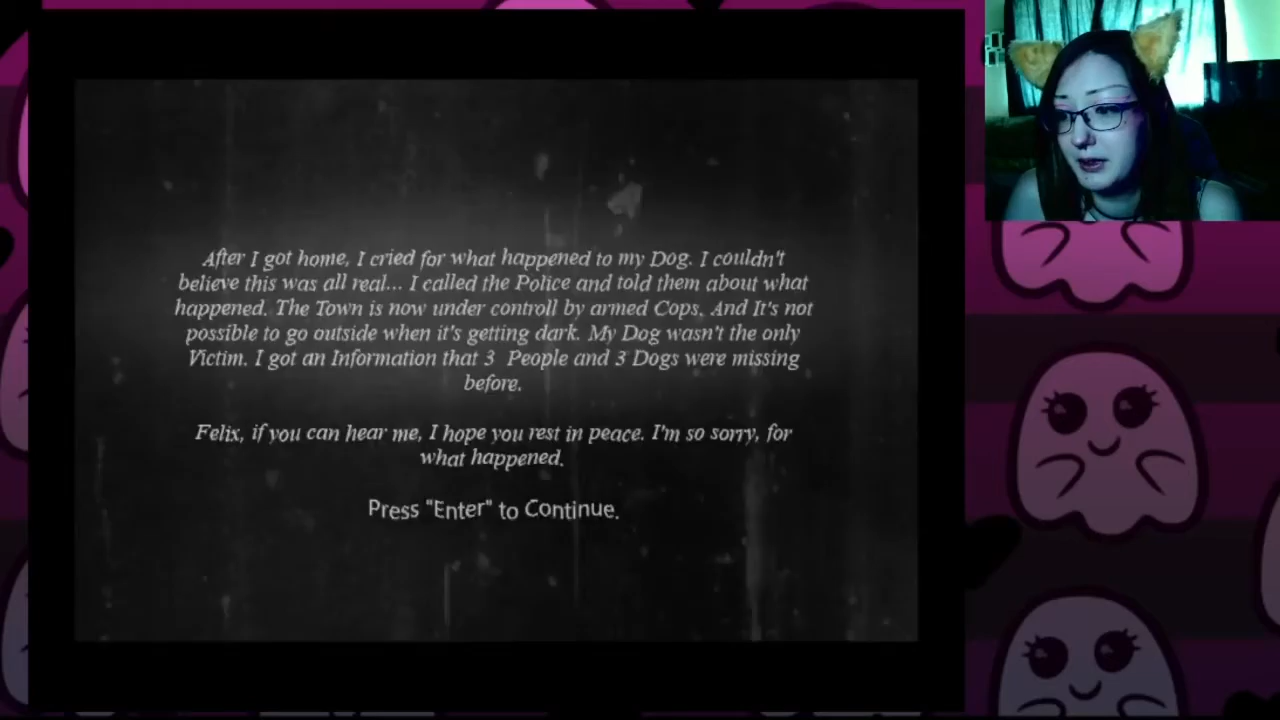 After I got home, I cried for what happened to my Dog. I couldn't
believe this was all real... I called the Police and told them about what
happened. The Town is now under controll by armed Cops. And It's not
possible to go outside when it's getting dark. My Dog wasn't the only
Victim. I got an Information that 3 People and 3 Dogs were missing
before.
Felix, if you can hear me, I hope you rest in peace. I'm so sorry, for
what happened.
Press "Enter" to Continue.